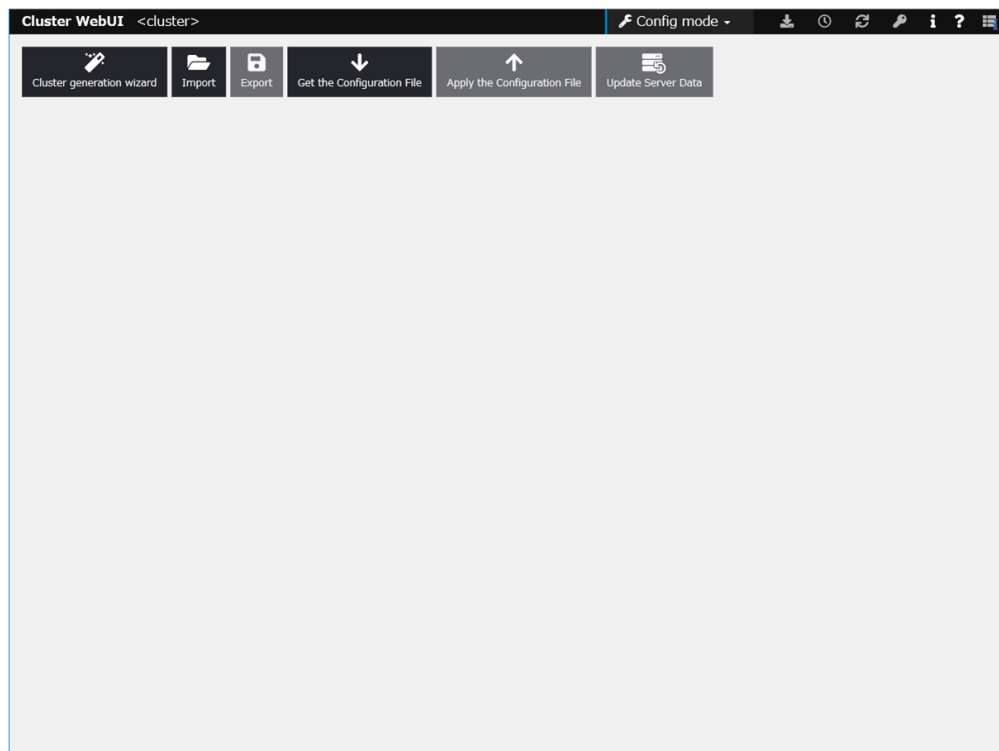 Cluster WebUI <cluster> Config mode i ?
Cluster generation wizard Import Export Get the Configuration File Apply the Configuration File Update Server Data